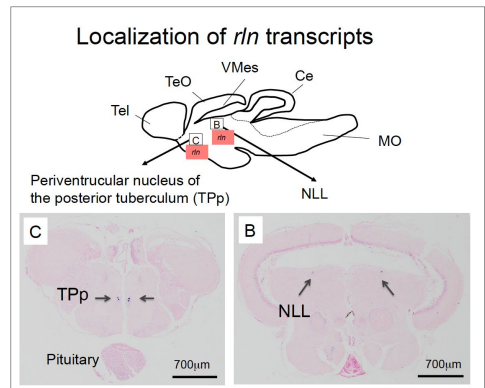 Localization of rln transcripts
VMes
TeO
Ce
Tel
B
C
rln
rln
MO
Periventrucular nucleus of
the posterior tuberculum (TPp)
NLL
C
TPp
Pituitary
700μm
B
NLL
700μm